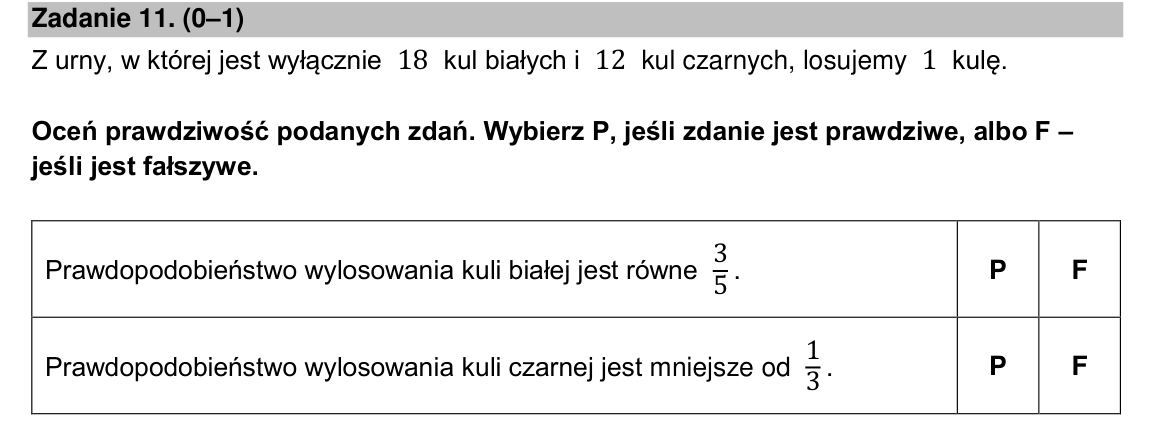 Zadanie 11. (0–1)
Z urny, w której jest wyłącznie 18 kul białych i 12 kul czarnych, losujemy 1 kulę.
Oceń prawdziwość podanych zdań. Wybierz P, jeśli zdanie jest prawdziwe, albo F –
jeśli jest fałszywe.
Prawdopodobieństwo wylosowania kuli białej jest równe 3/5. P F
Prawdopodobieństwo wylosowania kuli czarnej jest mniejsze od 1/3. P F